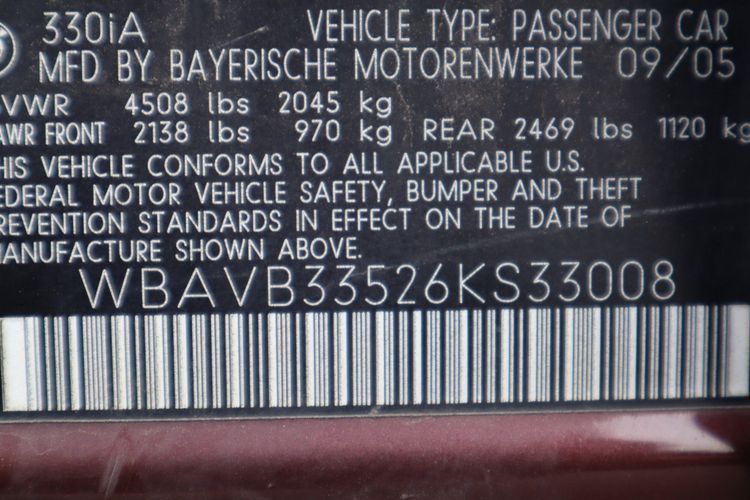 330iA VEHICLE TYPE: PASSENGER CAR
MFD BY BAYERISCHE MOTORENWERKE 09/05
GVWR 4508 lbs 2045 kg
AWR FRONT 2138 lbs 970 kg REAR 2469 lbs 1120 kg
HIS VEHICLE CONFORMS TO ALL APPLICABLE U.S.
EDERAL MOTOR VEHICLE SAFETY, BUMPER AND THEFT
REVENTION STANDARDS IN EFFECT ON THE DATE OF
MANUFACTURE SHOWN ABOVE.
WBAVB33526KS33008